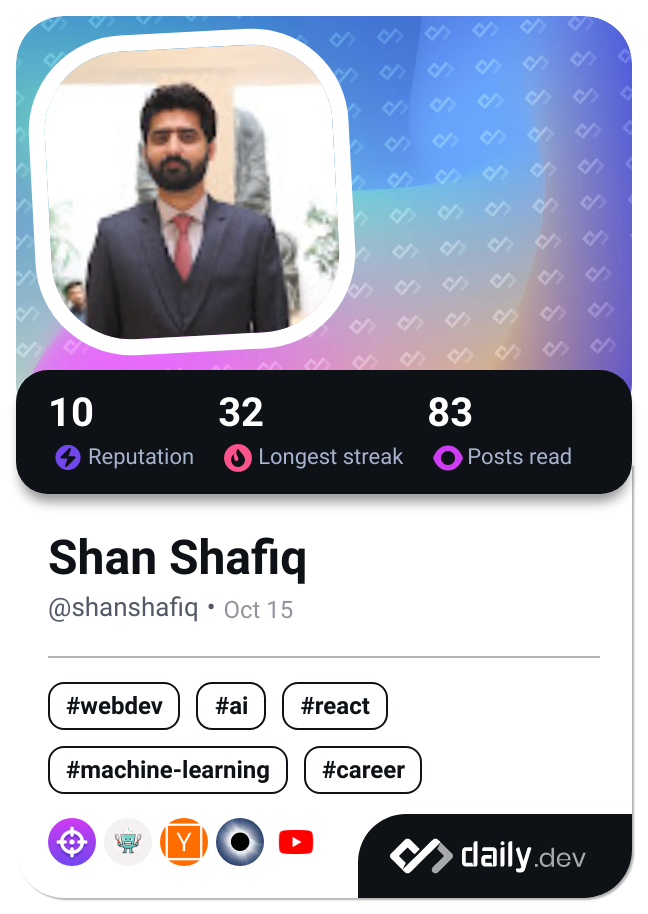 10 32 83
Reputation Longest streak Posts read
Shan Shafiq
@shanshafiq • Oct 15
#webdev #ai #react
#machine-learning #career
Y
daily.dev